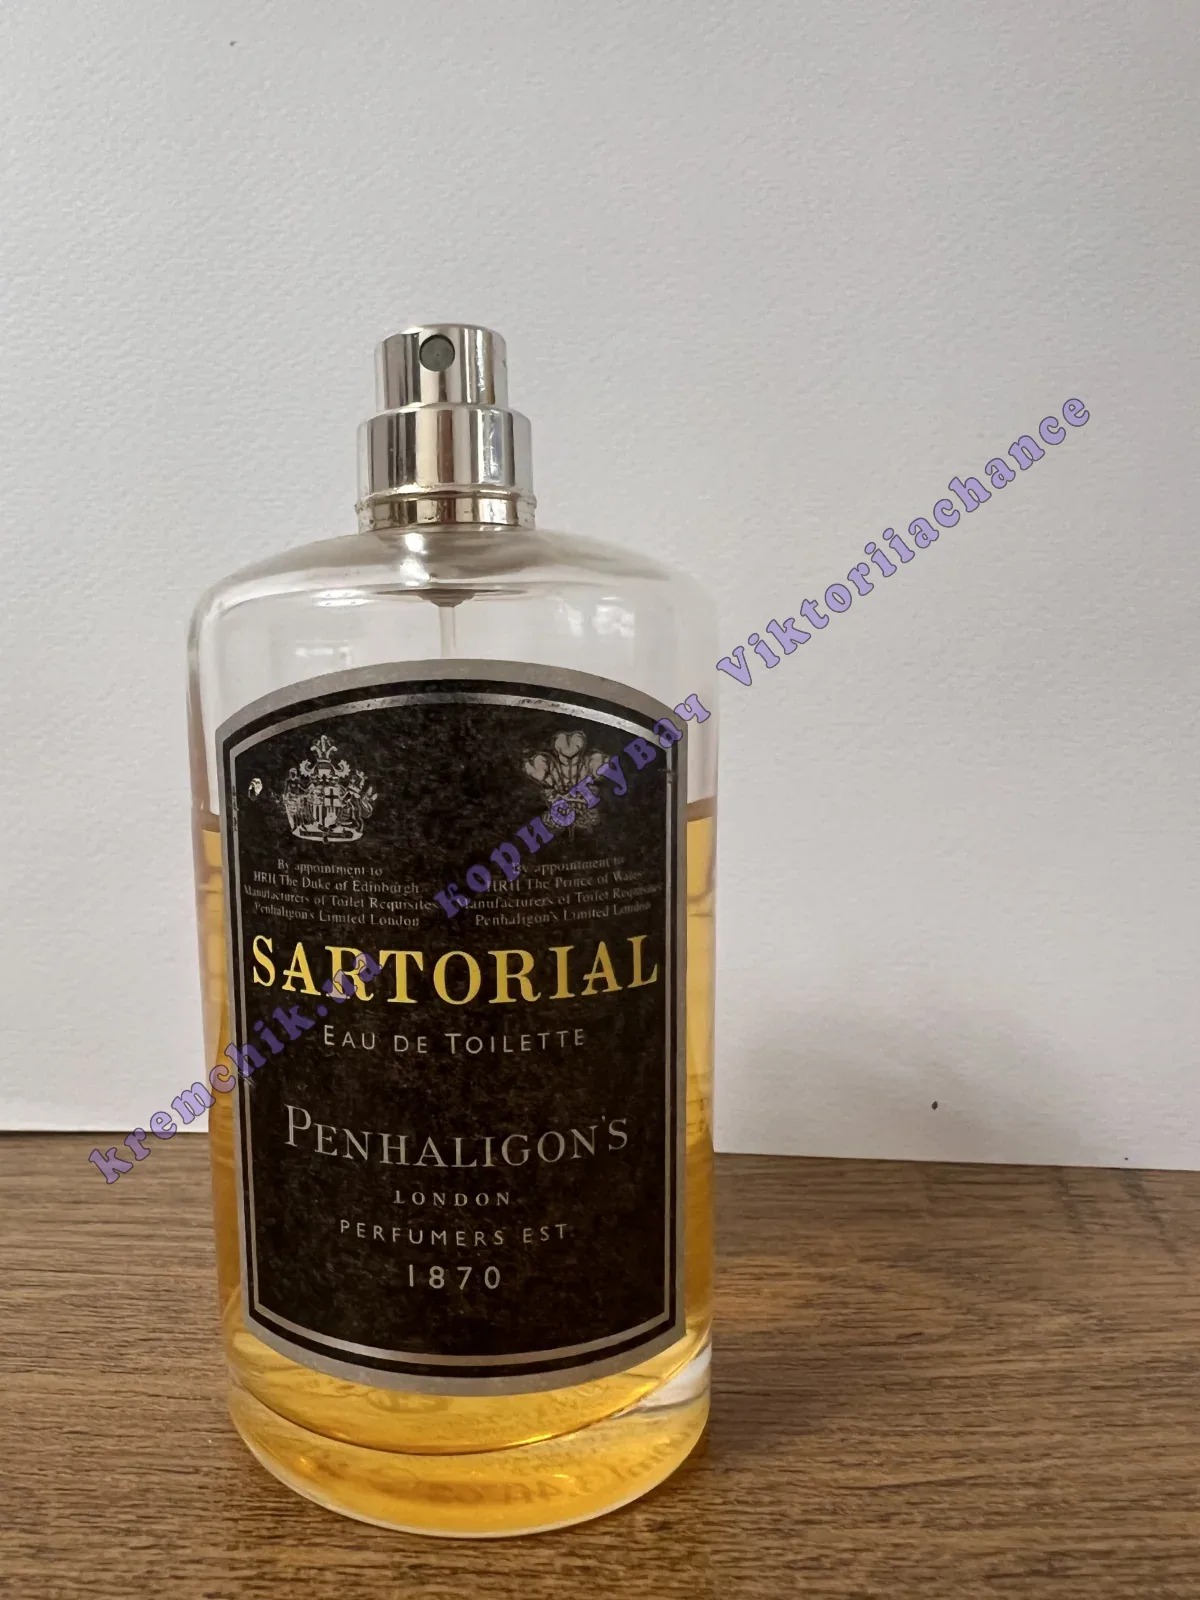 By appointment to
HRH The Duke of Edinburgh
Manufacturers of Toilet Requisites
Penhaligon's Limited London
By appointment to
HRH The Prince of Wales
Manufacturers of Toilet Requisites
Penhaligon's Limited London
SARTORIAL
EAU DE TOILETTE
PENHALIGON'S
LONDON
PERFUMERS EST.
1870
kremchik.ua користувач Viktoriiachance